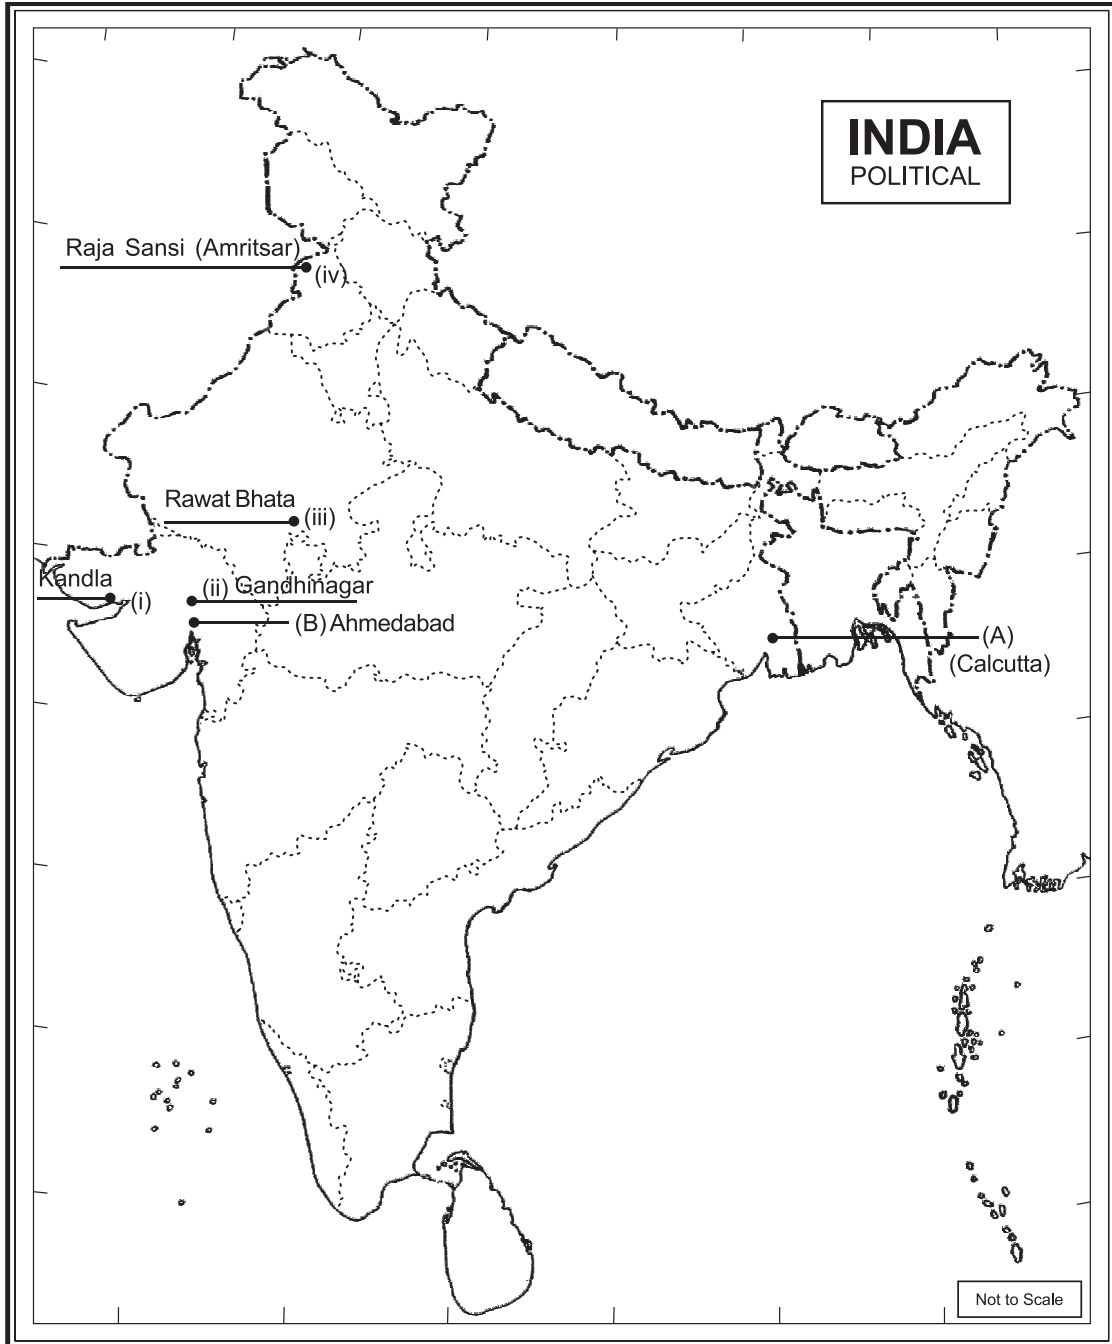 INDIA
POLITICAL
Raja Sansi (Amritsar)
(iv)
Rawat Bhata
(iii)
Kandla
(i)
(ii) Gandhinagar
(B) Ahmedabad
(A)
(Calcutta)
Not to Scale